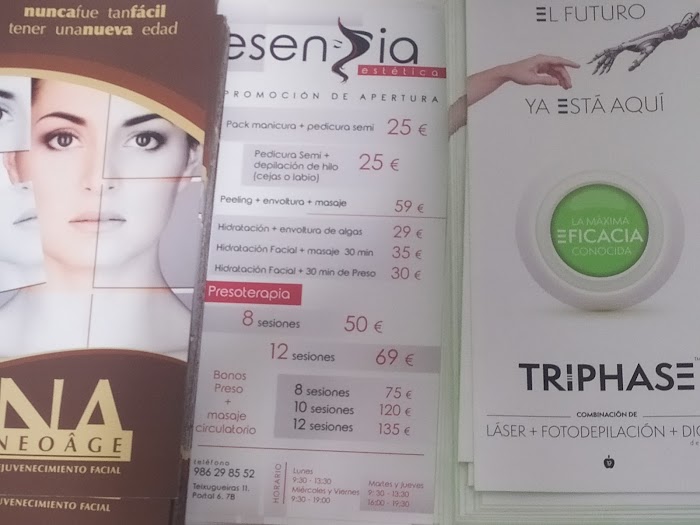 nuncafue tanfácil
tener unanueva edad
NA
NEOÂGE
JUVENECIMIENTO FACIAL
JUVENECIMIENTO FACIAL
esenzia
estética
PROMOCIÓN DE APERTURA
Pack manicura + pedicura semi 25 €
Pedicura Semi +
depilación de hilo
(cejas o labio) 25 €
Peeling + envoltura + masaje 59 €
Hidratación + envoltura de algas 29 €
Hidratación Facial + masaje 30 min 35 €
Hidratación Facial + 30 min de Preso 30 €
Presoterapia
8 sesiones 50 €
12 sesiones 69 €
Bonos
Preso
+
masaje
circulatorio
8 sesiones 75 €
10 sesiones 120 €
12 sesiones 135 €
teléfono
986 29 85 52
Teixugueiras 11,
Portal 6, 7B
HORARIO
Lunes
9:30 - 13:30
Miércoles y Viernes
9:30 - 19:00
Martes y jueves
9:30 - 13:30
16:00 - 19:30
EL FUTURO
YA ESTÁ AQUÍ
LA MÁXIMA
EFICACIA
CONOCIDA
TRIPHASE
COMBINACIÓN DE
LÁSER + FOTODEPILACIÓN + DIO